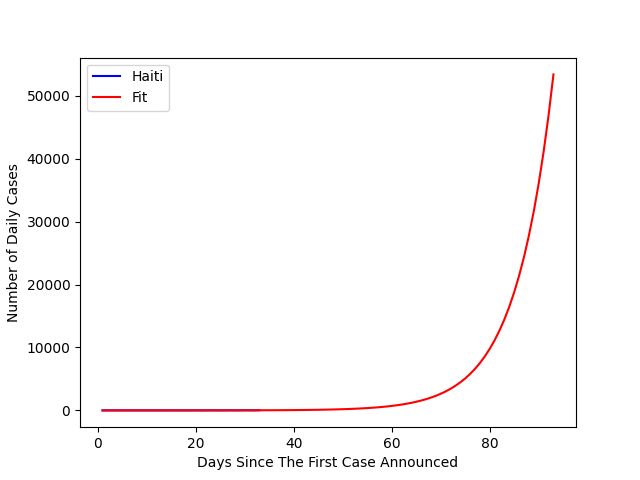 Haiti
Fit
50000
40000
30000
20000
10000
0
Number of Daily Cases
0 20 40 60 80
Days Since The First Case Announced